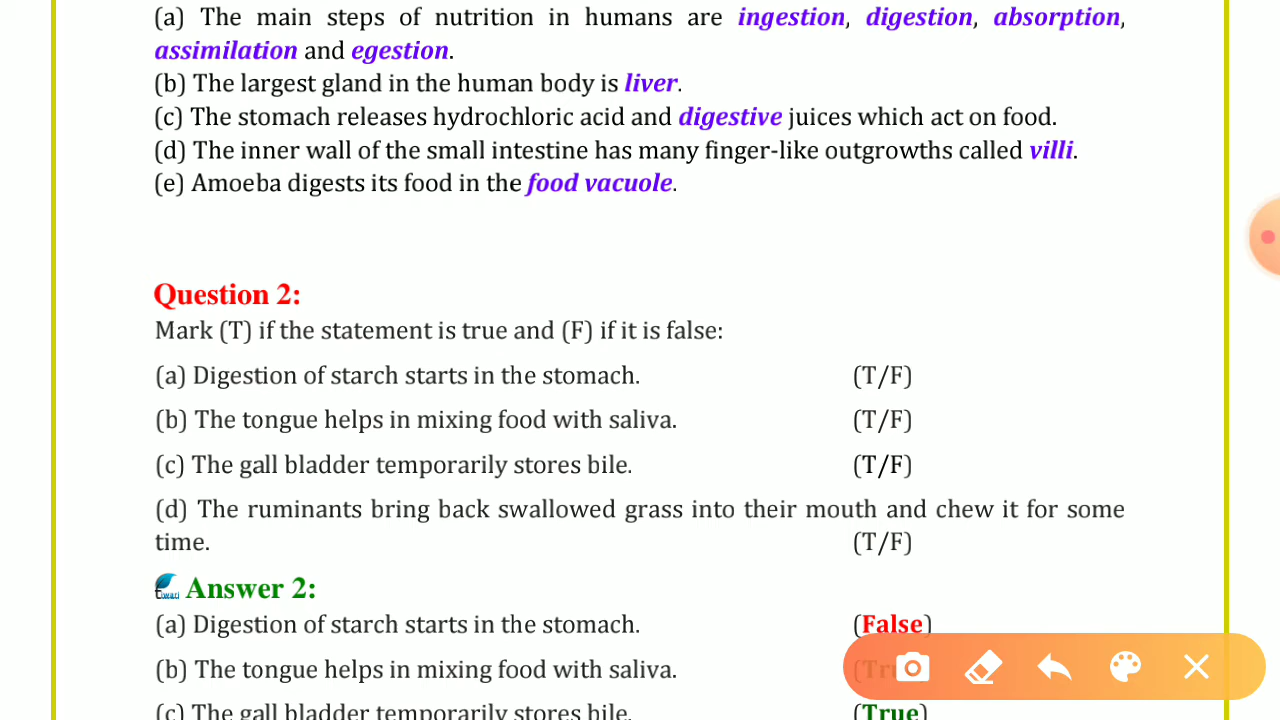 (a) The main steps of nutrition in humans are ingestion, digestion, absorption,
assimilation and egestion.
(b) The largest gland in the human body is liver.
(c) The stomach releases hydrochloric acid and digestive juices which act on food.
(d) The inner wall of the small intestine has many finger-like outgrowths called villi.
(e) Amoeba digests its food in the food vacuole.
Question 2:
Mark (T) if the statement is true and (F) if it is false:
(a) Digestion of starch starts in the stomach. (T/F)
(b) The tongue helps in mixing food with saliva. (T/F)
(c) The gall bladder temporarily stores bile. (T/F)
(d) The ruminants bring back swallowed grass into their mouth and chew it for some
time. (T/F)
Answer 2:
(a) Digestion of starch starts in the stomach. (False)
(b) The tongue helps in mixing food with saliva.
(c) The gall bladder temporarily stores bile. (True)